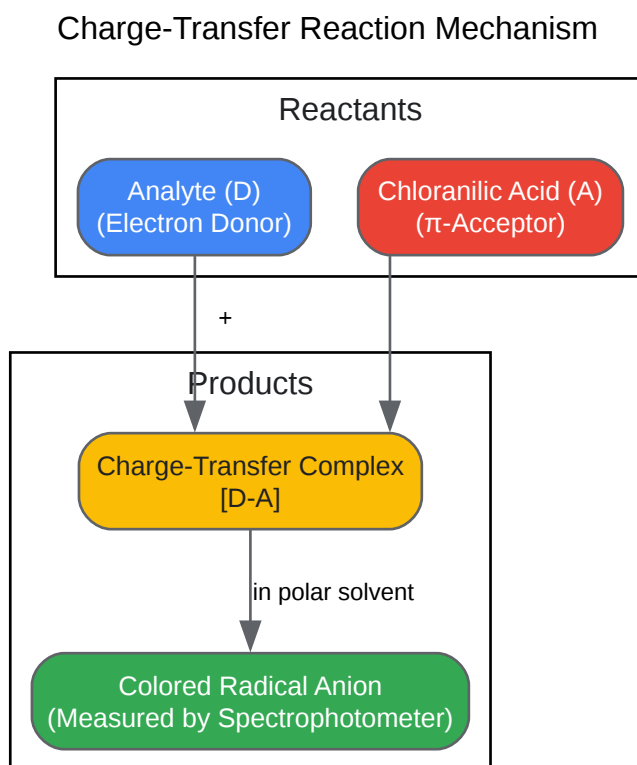 Charge-Transfer Reaction Mechanism
Reactants
Analyte (D)
(Electron Donor)
Chloranilic Acid (A)
(π-Acceptor)
+
Products
Charge-Transfer Complex
[D-A]
in polar solvent
Colored Radical Anion
(Measured by Spectrophotometer)